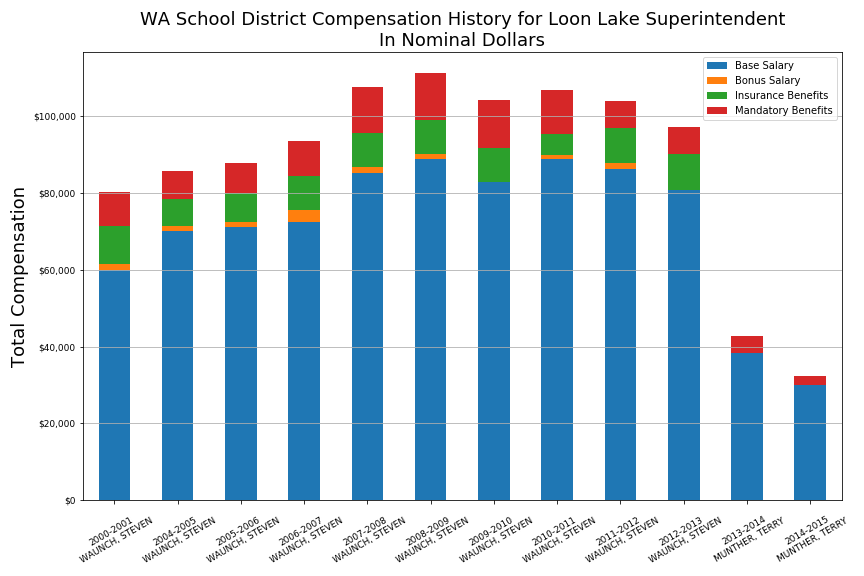 WA School District Compensation History for Loon Lake Superintendent
In Nominal Dollars
Base Salary
Bonus Salary
Insurance Benefits
Mandatory Benefits
Total Compensation
$100,000
$80,000
$60,000
$40,000
$20,000
$0
2000-2001
WAUNCH, STEVEN
2004-2005
WAUNCH, STEVEN
2005-2006
WAUNCH, STEVEN
2006-2007
WAUNCH, STEVEN
2007-2008
WAUNCH, STEVEN
2008-2009
WAUNCH, STEVEN
2009-2010
WAUNCH, STEVEN
2010-2011
WAUNCH, STEVEN
2011-2012
WAUNCH, STEVEN
2012-2013
WAUNCH, STEVEN
2013-2014
MUNTHER, TERRY
2014-2015
MUNTHER, TERRY